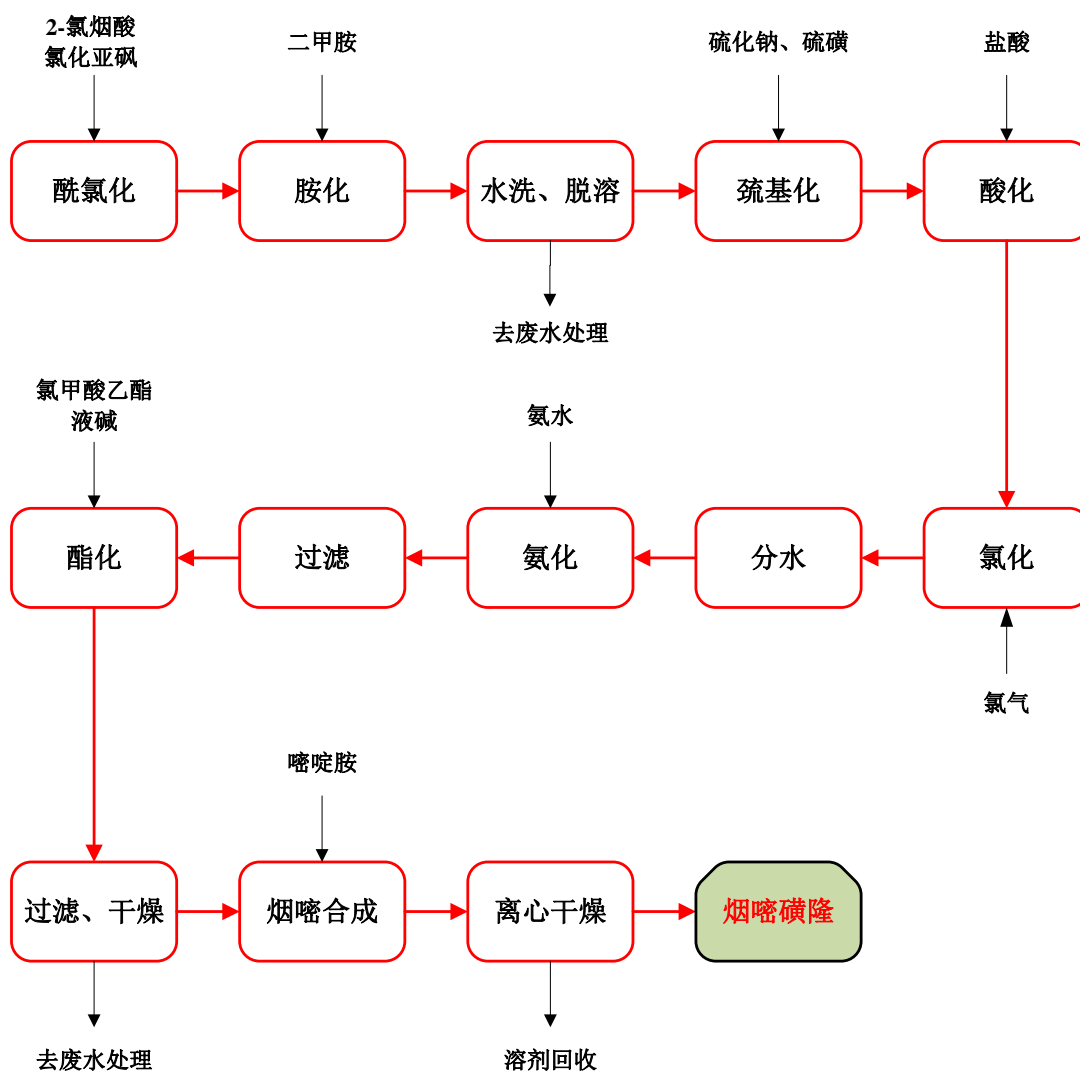 2-氯烟酸
氯化亚砜
二甲胺
硫化钠、硫磺
盐酸
酰氯化
胺化
水洗、脱溶
巯基化
酸化
去废水处理
氯甲酸乙酯
液碱
氨水
酯化
过滤
氨化
分水
氯化
氯气
嘧啶胺
过滤、干燥
烟嘧合成
离心干燥
烟嘧磺隆
去废水处理
溶剂回收